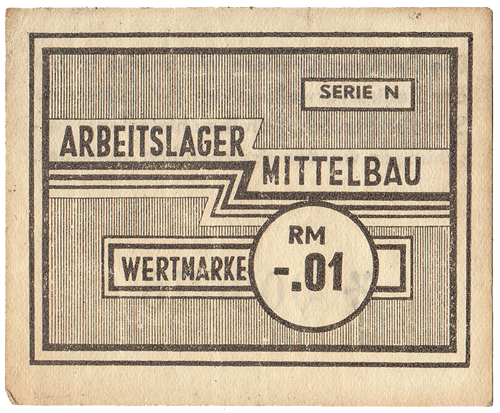 SERIE N
ARBEITSLAGER
MITTELBAU
RM
WERTMARKE -.01